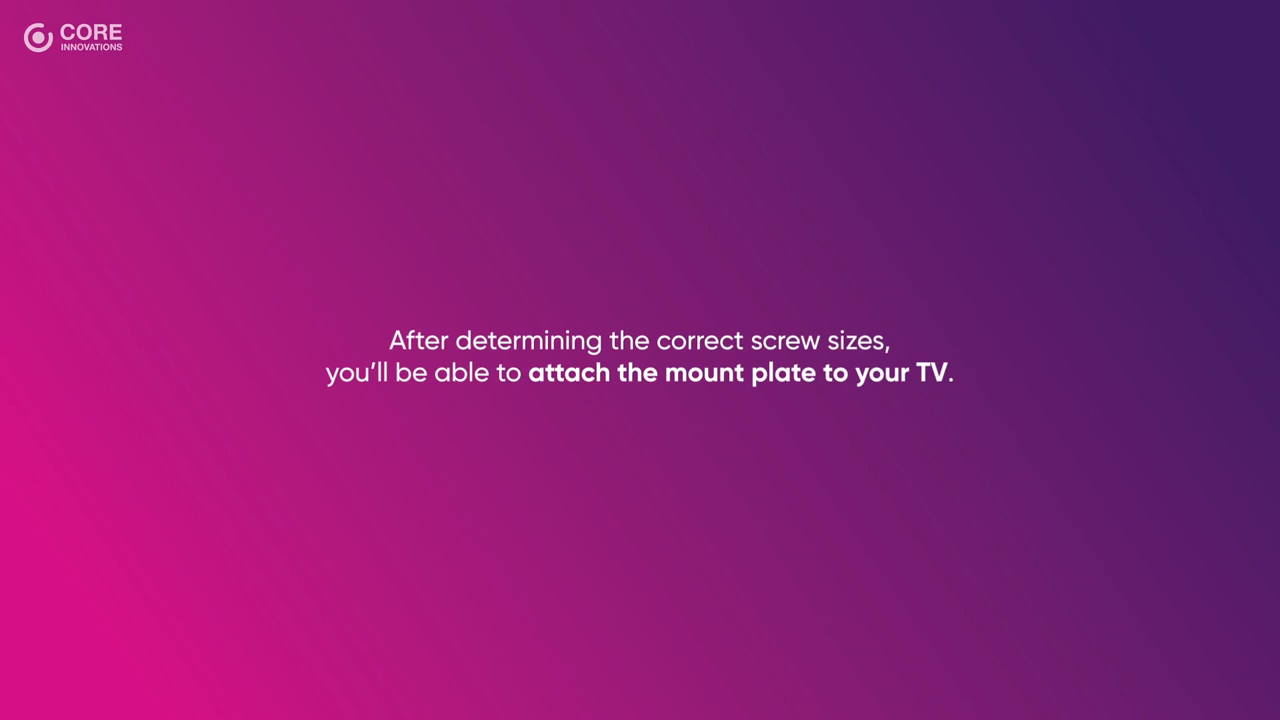 CORE
INNOVATIONS
After determining the correct screw sizes,
you’ll be able to attach the mount plate to your TV.